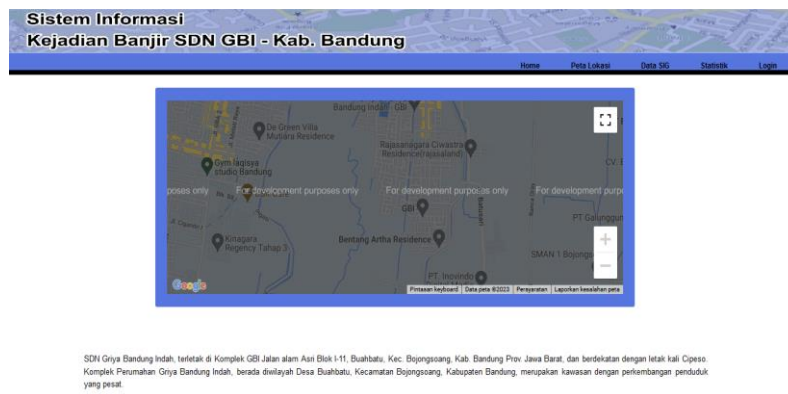 Sistem Informasi
Kejadian Banjir SDN GBI - Kab. Bandung
Home Peta Lokasi Data SIG Statistik Login
Bandung Indah - GBI
De Green Villa
Mutiara Residence
Rajasanagara Ciwastra
Residence(rajasaland)
Gym lagisya
studio Bandung
CV.
poses only For development purposes only For development purposes only For development purp
GBI
PT Galunggun
Kinagara
Regency Tahap 3
Bentang Artha Residence
SMAN 1 Bojongs
PT. Inovindo
Google
Pintasan keyboard Data peta ©2023 Persyaratan Laporkan kesalahan peta
SDN Griya Bandung Indah, terletak di Komplek GBI Jalan alam Asri Blok I-11, Buahbatu, Kec. Bojongsoang, Kab. Bandung Prov. Jawa Barat, dan berdekatan dengan letak kali Cipeso.
Komplek Perumahan Griya Bandung Indah, berada diwilayah Desa Buahbatu, Kecamatan Bojongsoang, Kabupaten Bandung, merupakan kawasan dengan perkembangan penduduk
yang pesat.